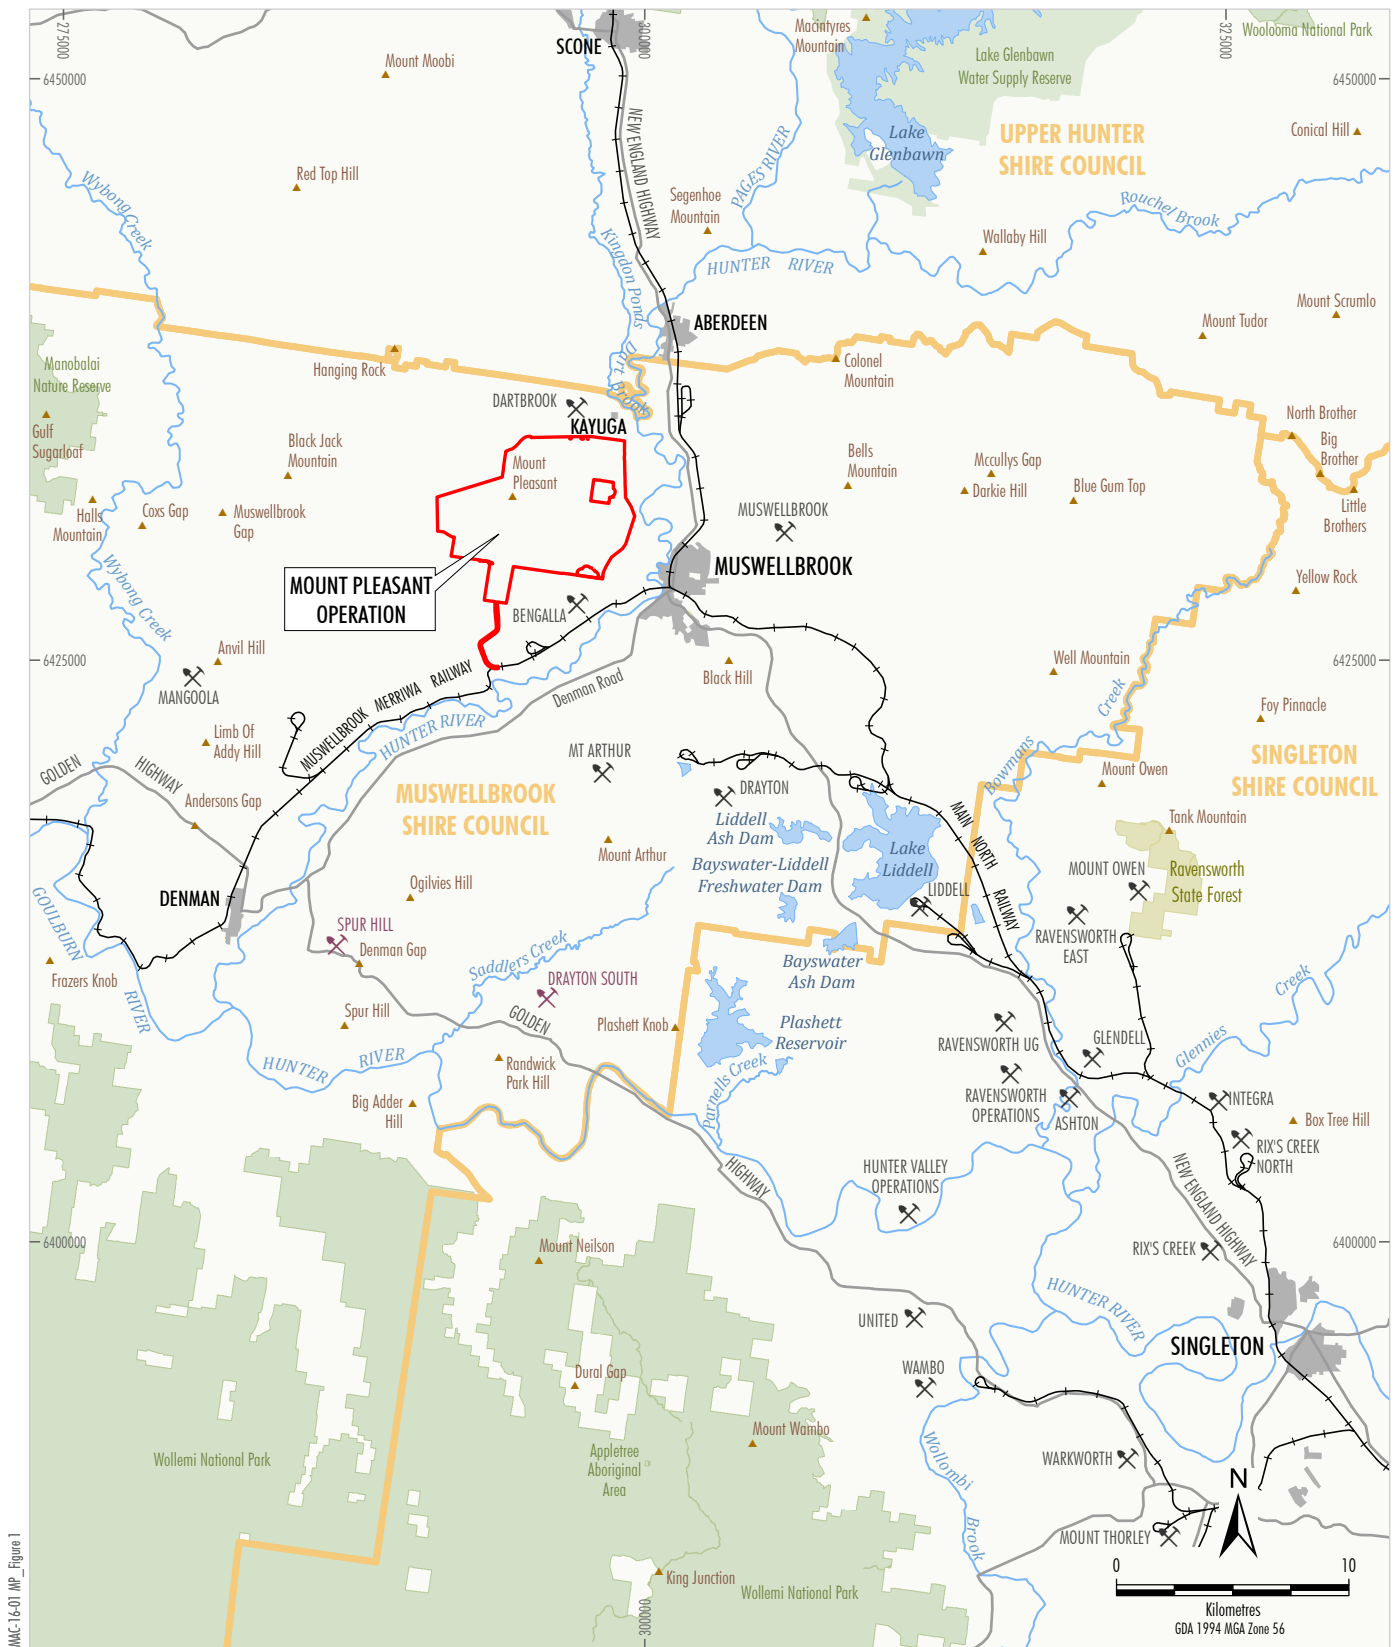 SCONE
275000
300000
325000
Macintyres
Mountain
Woolooma National Park
Mount Moobi
Lake Glenbawn
Water Supply Reserve
6450000
6450000
NEW ENGLAND HIGHWAY
Lake
Glenbawn
UPPER HUNTER
SHIRE COUNCIL
Conical Hill
Red Top Hill
Wybong Creek
PAGES RIVER
Segenhoe
Mountain
Rouchel Brook
Wallaby Hill
Kingdon Ponds
HUNTER RIVER
Mount Scrumlo
Mount Tudor
ABERDEEN
Manobalai
Nature Reserve
Hanging Rock
Dart Brook
Colonel
Mountain
DARTBROOK
KAYUGA
Gulf
Sugarloaf
Black Jack
Mountain
North Brother
Big
Brother
Mount
Pleasant
Bells
Mountain
Mccullys Gap
Darkie Hill
Blue Gum Top
Little
Brothers
Halls
Mountain
Coxs Gap
Muswellbrook
Gap
MUSWELLBROOK
MUSWELLBROOK
MOUNT PLEASANT
OPERATION
Wybong Creek
Yellow Rock
BENGALLA
Anvil Hill
6425000
6425000
MANGOOLA
MUSWELLBROOK MERRIWA RAILWAY
Denman Road
Black Hill
Well Mountain
Creek
Foy Pinnacle
Limb Of
Addy Hill
HUNTER RIVER
GOLDEN
HIGHWAY
MT ARTHUR
Bowmans
SINGLETON
SHIRE COUNCIL
Mount Owen
DRAYTON
MUSWELLBROOK
SHIRE COUNCIL
Andersons Gap
Liddell
Ash Dam
MAIN NORTH RAILWAY
Tank Mountain
Mount Arthur
Bayswater-Liddell
Freshwater Dam
Lake
Liddell
LIDDELL
MOUNT OWEN
Ravensworth
State Forest
Ogilvies Hill
DENMAN
GOULBURN
RIVER
SPUR HILL
Denman Gap
RAVENSWORTH
EAST
Saddlers Creek
Bayswater
Ash Dam
Frazers Knob
DRAYTON SOUTH
Creek
Spur Hill
GOLDEN
Plashett Knob
Plashett
Reservoir
RAVENSWORTH UG
GLENDELL
Glennies
HUNTER RIVER
Randwick
Park Hill
Parnells Creek
RAVENSWORTH
OPERATIONS
ASHTON
INTEGRA
Big Adder
Hill
Box Tree Hill
RIX'S CREEK
NORTH
HIGHWAY
HUNTER VALLEY
OPERATIONS
NEW ENGLAND HIGHWAY
6400000
6400000
Mount Neilson
RIX'S CREEK
HUNTER RIVER
UNITED
SINGLETON
WAMBO
Dural Gap
Mount Wambo
Wollemi National Park
Appletree
Aboriginal
Area
Wollombi
Brook
WARKWORTH
N
MOUNT THORLEY
King Junction
Wollemi National Park
0
10
Kilometres
GDA 1994 MGA Zone 56
300000
MAC-16-01 MP_Figure 1